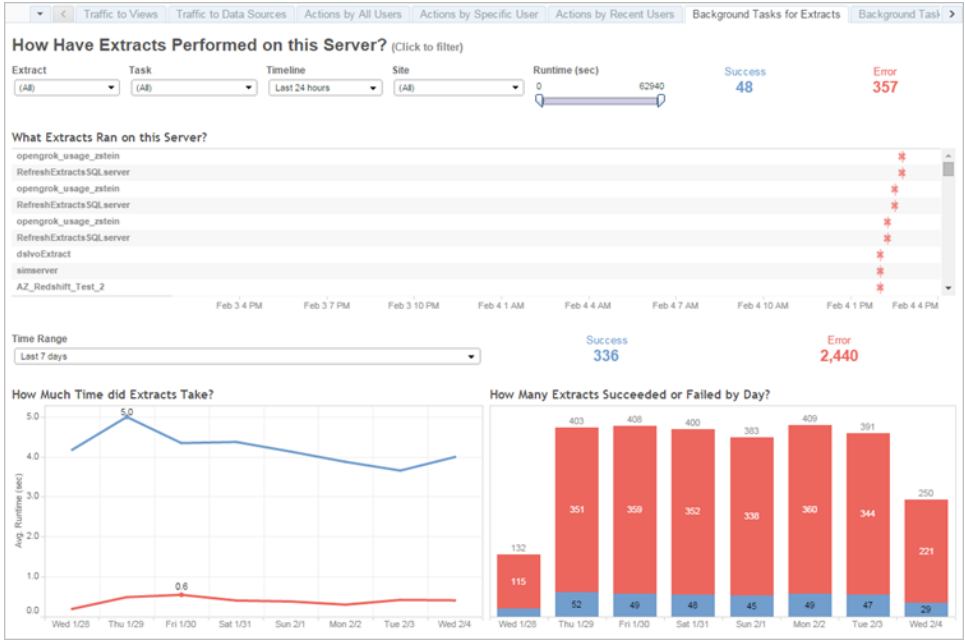 Traffic to Views Traffic to Data Sources Actions by All Users Actions by Specific User Actions by Recent Users Background Tasks for Extracts Background Task
How Have Extracts Performed on this Server? (Click to filter)
Extract Task Timeline Site Runtime (sec) Success Error
(All) (All) Last 24 hours (All) 0 62940 48 357
What Extracts Ran on this Server?
opengrok_usage_zstein
RefreshExtractsSQLserver
opengrok_usage_zstein
RefreshExtractsSQLserver
opengrok_usage_zstein
RefreshExtractsSQLserver
dslvoExtract
simserver
AZ_Redshift_Test_2
Feb 3 4 PM Feb 3 7 PM Feb 3 10 PM Feb 4 1 AM Feb 4 4 AM Feb 4 7 AM Feb 4 10 AM Feb 4 1 PM Feb 4 4 PM
Time Range Success Error
Last 7 days 336 2,440
How Much Time did Extracts Take?
5.0
4.0
3.0
2.0
1.0
0.0
Avg. Runtime (sec)
5.0
0.6
Wed 1/28 Thu 1/29 Fri 1/30 Sat 1/31 Sun 2/1 Mon 2/2 Tue 2/3 Wed 2/4
How Many Extracts Succeeded or Failed by Day?
132 403 408 400 383 409 391 250
115 351 359 352 338 360 344 221
52 49 48 45 49 47 29
Wed 1/28 Thu 1/29 Fri 1/30 Sat 1/31 Sun 2/1 Mon 2/2 Tue 2/3 Wed 2/4